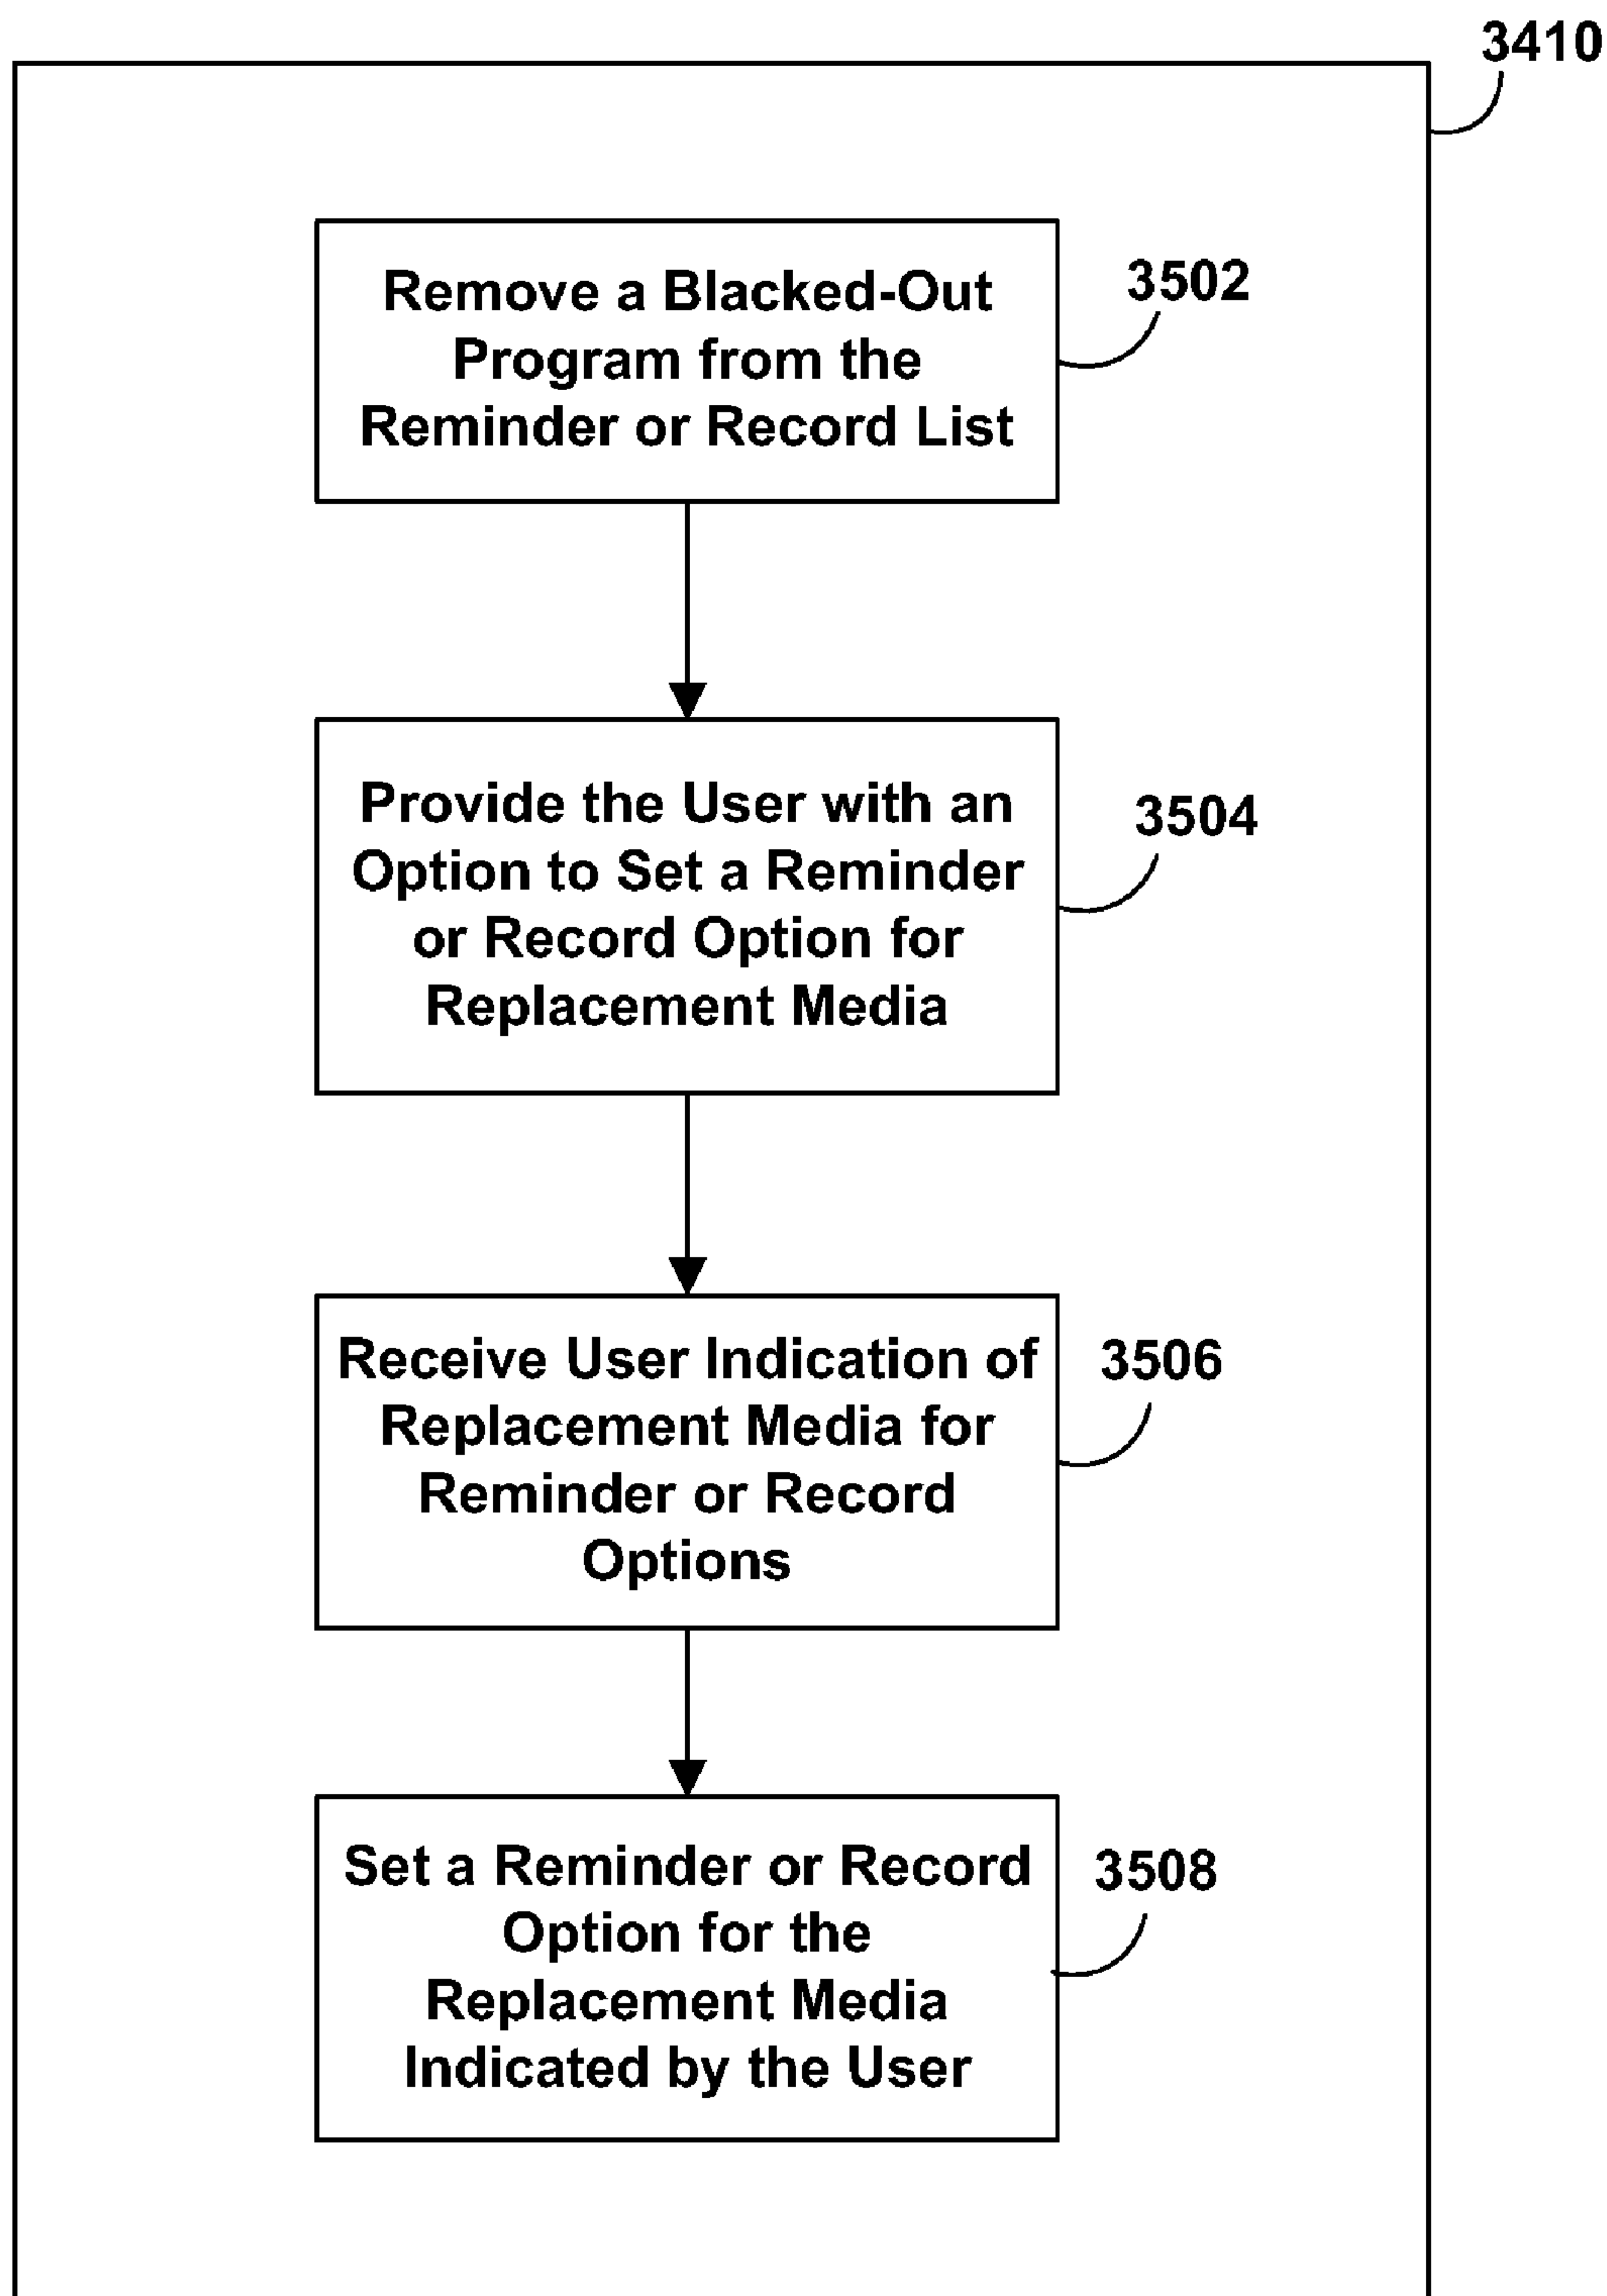 3410
Remove a Blacked-Out
Program from the
Reminder or Record List
3502
Provide the User with an
Option to Set a Reminder
or Record Option for
Replacement Media
3504
Receive User Indication of
Replacement Media for
Reminder or Record
Options
3506
Set a Reminder or Record
Option for the
Replacement Media
Indicated by the User
3508